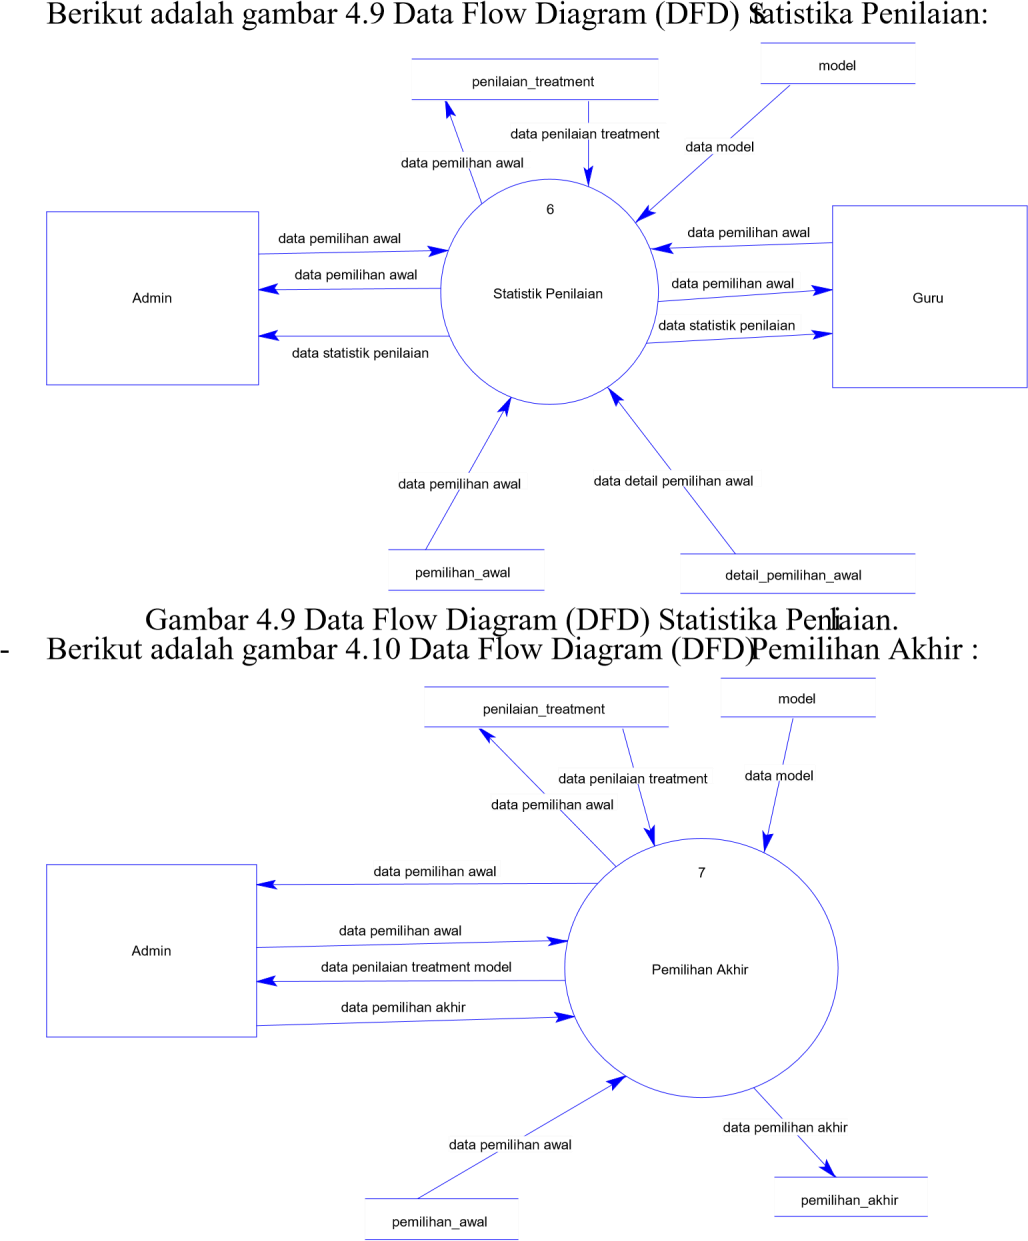 Berikut adalah gambar 4.9 Data Flow Diagram (DFD) Statistika Penilaian:
model
penilaian_treatment
data penilaian treatment
data model
data pemilihan awal
6
data pemilihan awal
data pemilihan awal
data pemilihan awal
data pemilihan awal
Admin
Statistik Penilaian
Guru
data statistik penilaian
data statistik penilaian
data pemilihan awal
data detail pemilihan awal
pemilihan_awal
detail_pemilihan_awal
Gambar 4.9 Data Flow Diagram (DFD) Statistika Penilaian.
- Berikut adalah gambar 4.10 Data Flow Diagram (DFD) Pemilihan Akhir :
penilaian_treatment
model
data penilaian treatment
data model
data pemilihan awal
data pemilihan awal
7
data pemilihan awal
Admin
data penilaian treatment model
Pemilihan Akhir
data pemilihan akhir
data pemilihan akhir
data pemilihan awal
pemilihan_akhir
pemilihan_awal